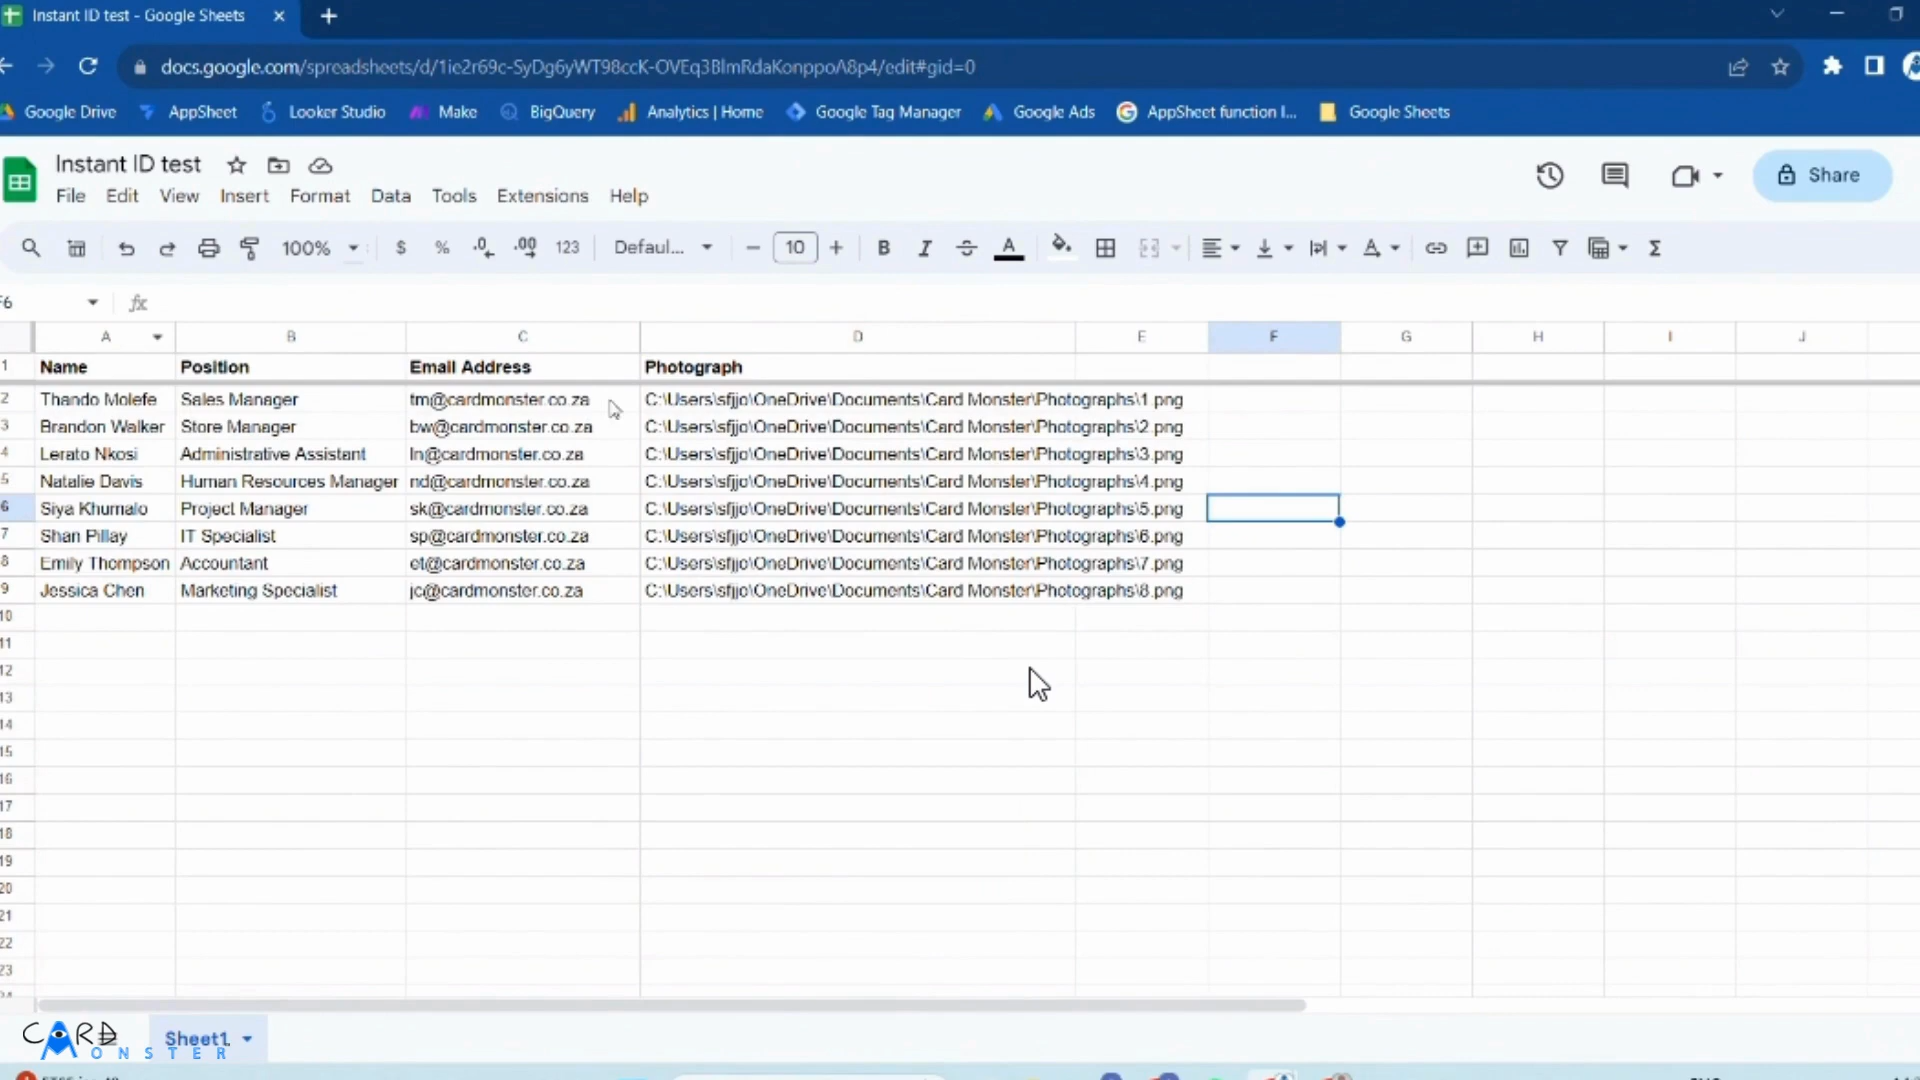 Instant ID test - Google Sheets
docs.google.com/spreadsheets/d/1ie2r69c-SyDg6yWT98ccK-OVEq3BlmRdaKonppoA8p4/edit#gid=0
Google Drive AppSheet Looker Studio Make BigQuery Analytics | Home Google Tag Manager Google Ads AppSheet function l... Google Sheets
Instant ID test
Share
File Edit View Insert Format Data Tools Extensions Help
100% $ % .0 .00 123 Defaul... 10 B I A Σ
F6 fx
A B C D E F G H I J
1 Name Position Email Address Photograph
2 Thando Molefe Sales Manager tm@cardmonster.co.za C:\Users\sfjjo\OneDrive\Documents\Card Monster\Photographs\1.png
3 Brandon Walker Store Manager bw@cardmonster.co.za C:\Users\sfjjo\OneDrive\Documents\Card Monster\Photographs\2.png
4 Lerato Nkosi Administrative Assistant ln@cardmonster.co.za C:\Users\sfjjo\OneDrive\Documents\Card Monster\Photographs\3.png
5 Natalie Davis Human Resources Manager nd@cardmonster.co.za C:\Users\sfjjo\OneDrive\Documents\Card Monster\Photographs\4.png
6 Siya Khumalo Project Manager sk@cardmonster.co.za C:\Users\sfjjo\OneDrive\Documents\Card Monster\Photographs\5.png
7 Shan Pillay IT Specialist sp@cardmonster.co.za C:\Users\sfjjo\OneDrive\Documents\Card Monster\Photographs\6.png
8 Emily Thompson Accountant et@cardmonster.co.za C:\Users\sfjjo\OneDrive\Documents\Card Monster\Photographs\7.png
9 Jessica Chen Marketing Specialist jc@cardmonster.co.za C:\Users\sfjjo\OneDrive\Documents\Card Monster\Photographs\8.png
10
11
12
13
14
15
16
17
18
19
20
21
22
23
CARD
MONSTER
Sheet1